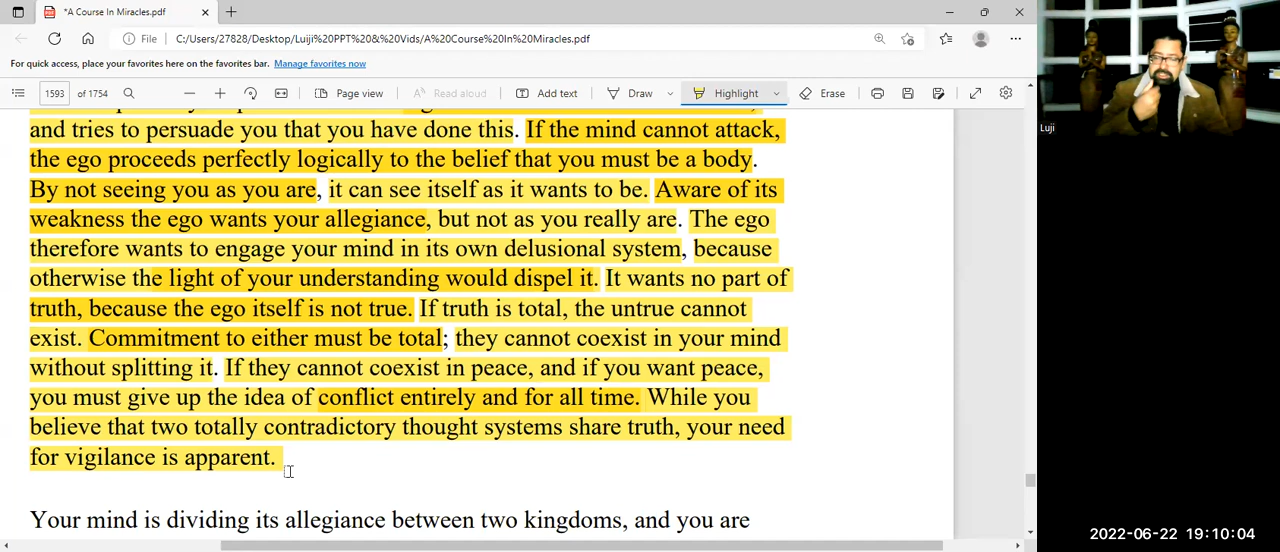 *A Course In Miracles.pdf
File
C:/Users/27828/Desktop/Luiji%20PPT%20&%20Vids/A%20Course%20In%20Miracles.pdf
For quick access, place your favorites here on the favorites bar. Manage favorites now
1593 of 1754
Page view
Read aloud
Add text
Draw
Highlight
Erase
and tries to persuade you that you have done this. If the mind cannot attack,
the ego proceeds perfectly logically to the belief that you must be a body.
By not seeing you as you are, it can see itself as it wants to be. Aware of its
weakness the ego wants your allegiance, but not as you really are. The ego
therefore wants to engage your mind in its own delusional system, because
otherwise the light of your understanding would dispel it. It wants no part of
truth, because the ego itself is not true. If truth is total, the untrue cannot
exist. Commitment to either must be total; they cannot coexist in your mind
without splitting it. If they cannot coexist in peace, and if you want peace,
you must give up the idea of conflict entirely and for all time. While you
believe that two totally contradictory thought systems share truth, your need
for vigilance is apparent.
Your mind is dividing its allegiance between two kingdoms, and you are
Luji
2022-06-22 19:10:04